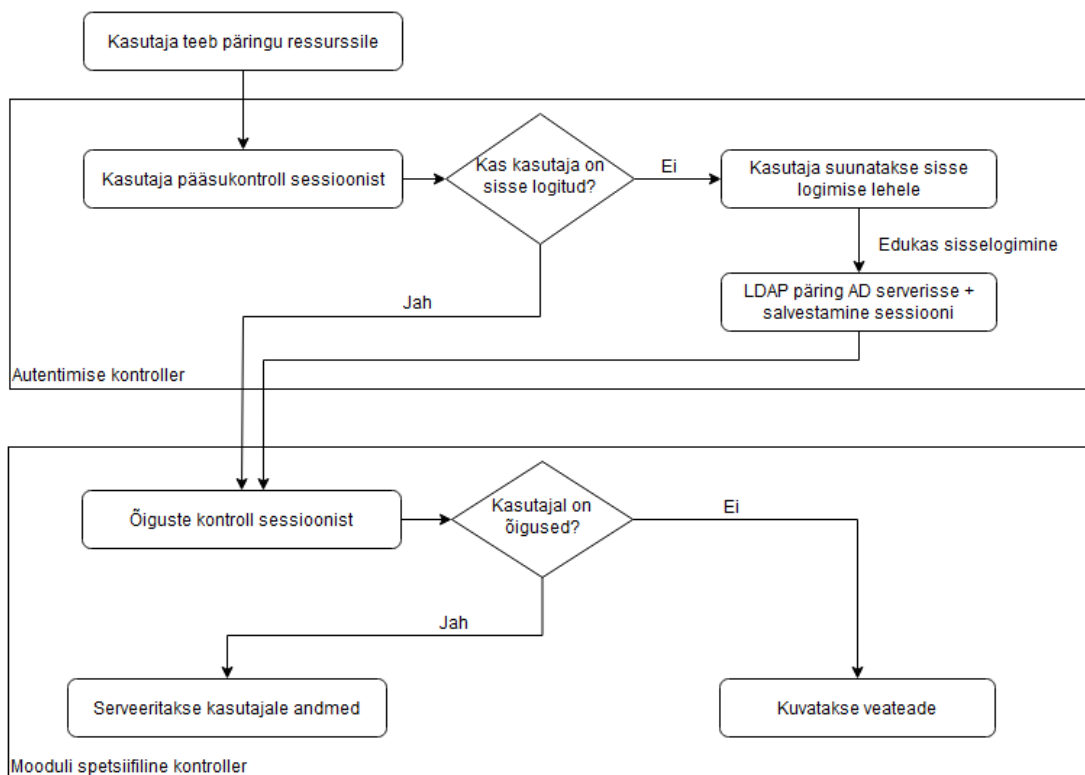 Kasutaja teeb päringu ressurssile
Kasutaja pääsukontroll sessioonist
Kas kasutaja on
sisse logitud?
Ei
Kasutaja suunatakse sisse
logimise lehele
Edukas sisselogimine
LDAP päring AD serverisse +
salvestamine sessiooni
Jah
Autentimise kontroller
Õiguste kontroll sessioonist
Kasutajal on
õigused?
Ei
Jah
Serveeritakse kasutajale andmed
Kuvatakse veateade
Mooduli spetsiifiline kontroller